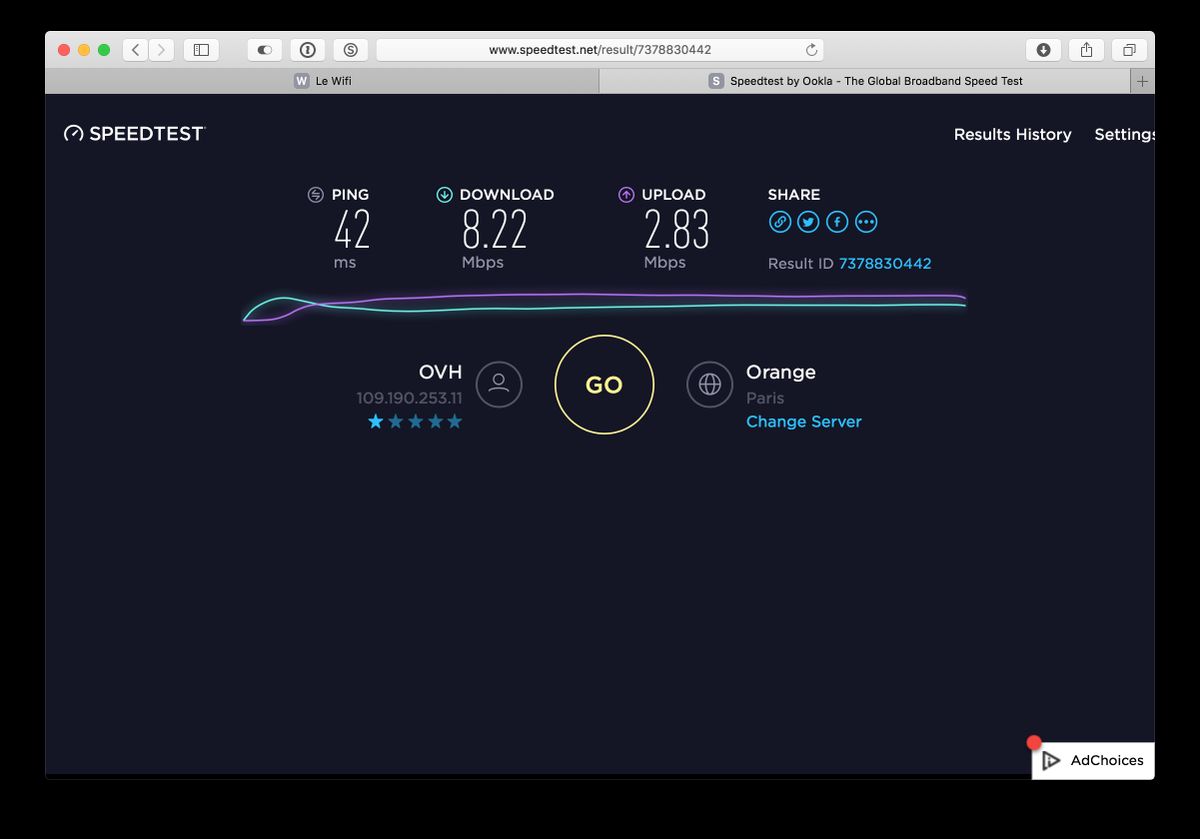 www.speedtest.net/result/7378830442
W Le Wifi
S Speedtest by Ookla - The Global Broadband Speed Test
SPEEDTEST
Results History Settings
PING DOWNLOAD UPLOAD SHARE
42 8.22 2.83
ms Mbps Mbps
Result ID 7378830442
OVH GO Orange
109.190.253.11 Paris
Change Server
AdChoices